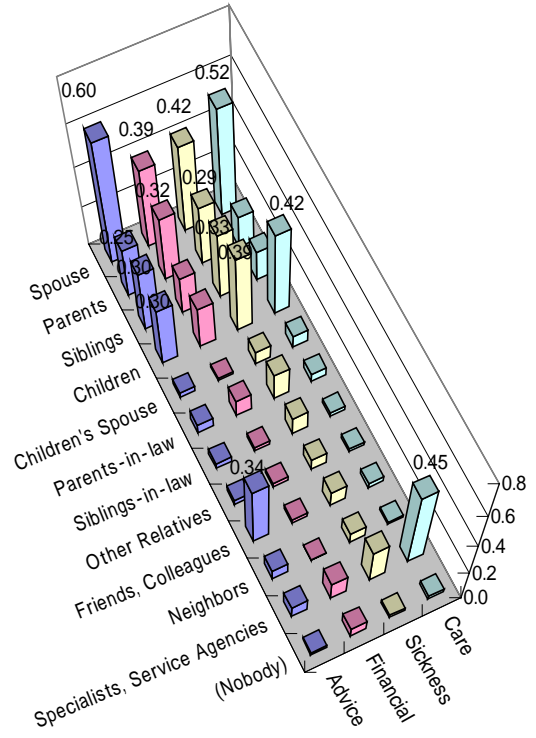 0.60
0.52
0.42
0.39
0.32
0.29
0.42
0.33
0.25
0.39
0.30
0.30
0.34
0.45
Spouse
Parents
Siblings
Children
Children's Spouse
Parents-in-law
Siblings-in-law
Other Relatives
Friends, Colleagues
Neighbors
Specialists, Service Agencies
(Nobody)
0.8
0.6
0.4
0.2
0.0
Advice
Financial
Sickness
Care